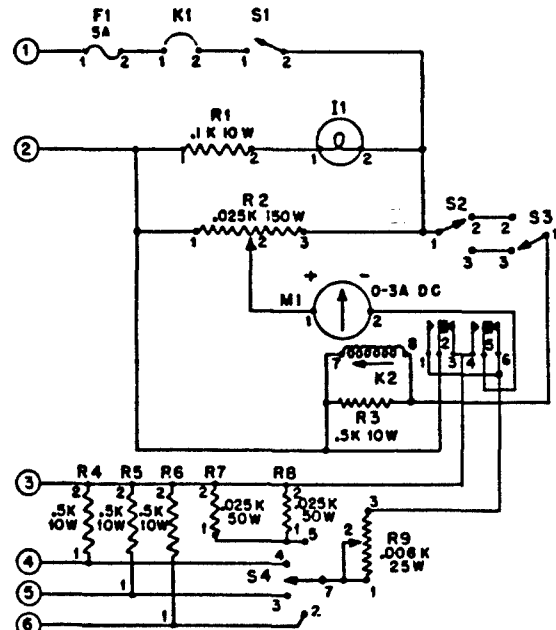 F1 K1 S1
5A
1 1 2 1 2 1 2
R1 I1
.1K 10W
2 1 2 1 2
R2 S2 S3
.025K 150W
1 2 3 1 2 2 1
3 3
+ - 0-3A DC
M1 1 2
7 8 1 2 3 4 5 6
K2
R3
.5K 10W
3 R4 R5 R6 R7 R8
2 2 2 2 2
.5K 10W .5K 10W .5K 10W .025K 50W .025K 50W
1 1 5 3
R9
.006K
25W
2
4 1 4
S4 7 1
5 1 3
6 1 2